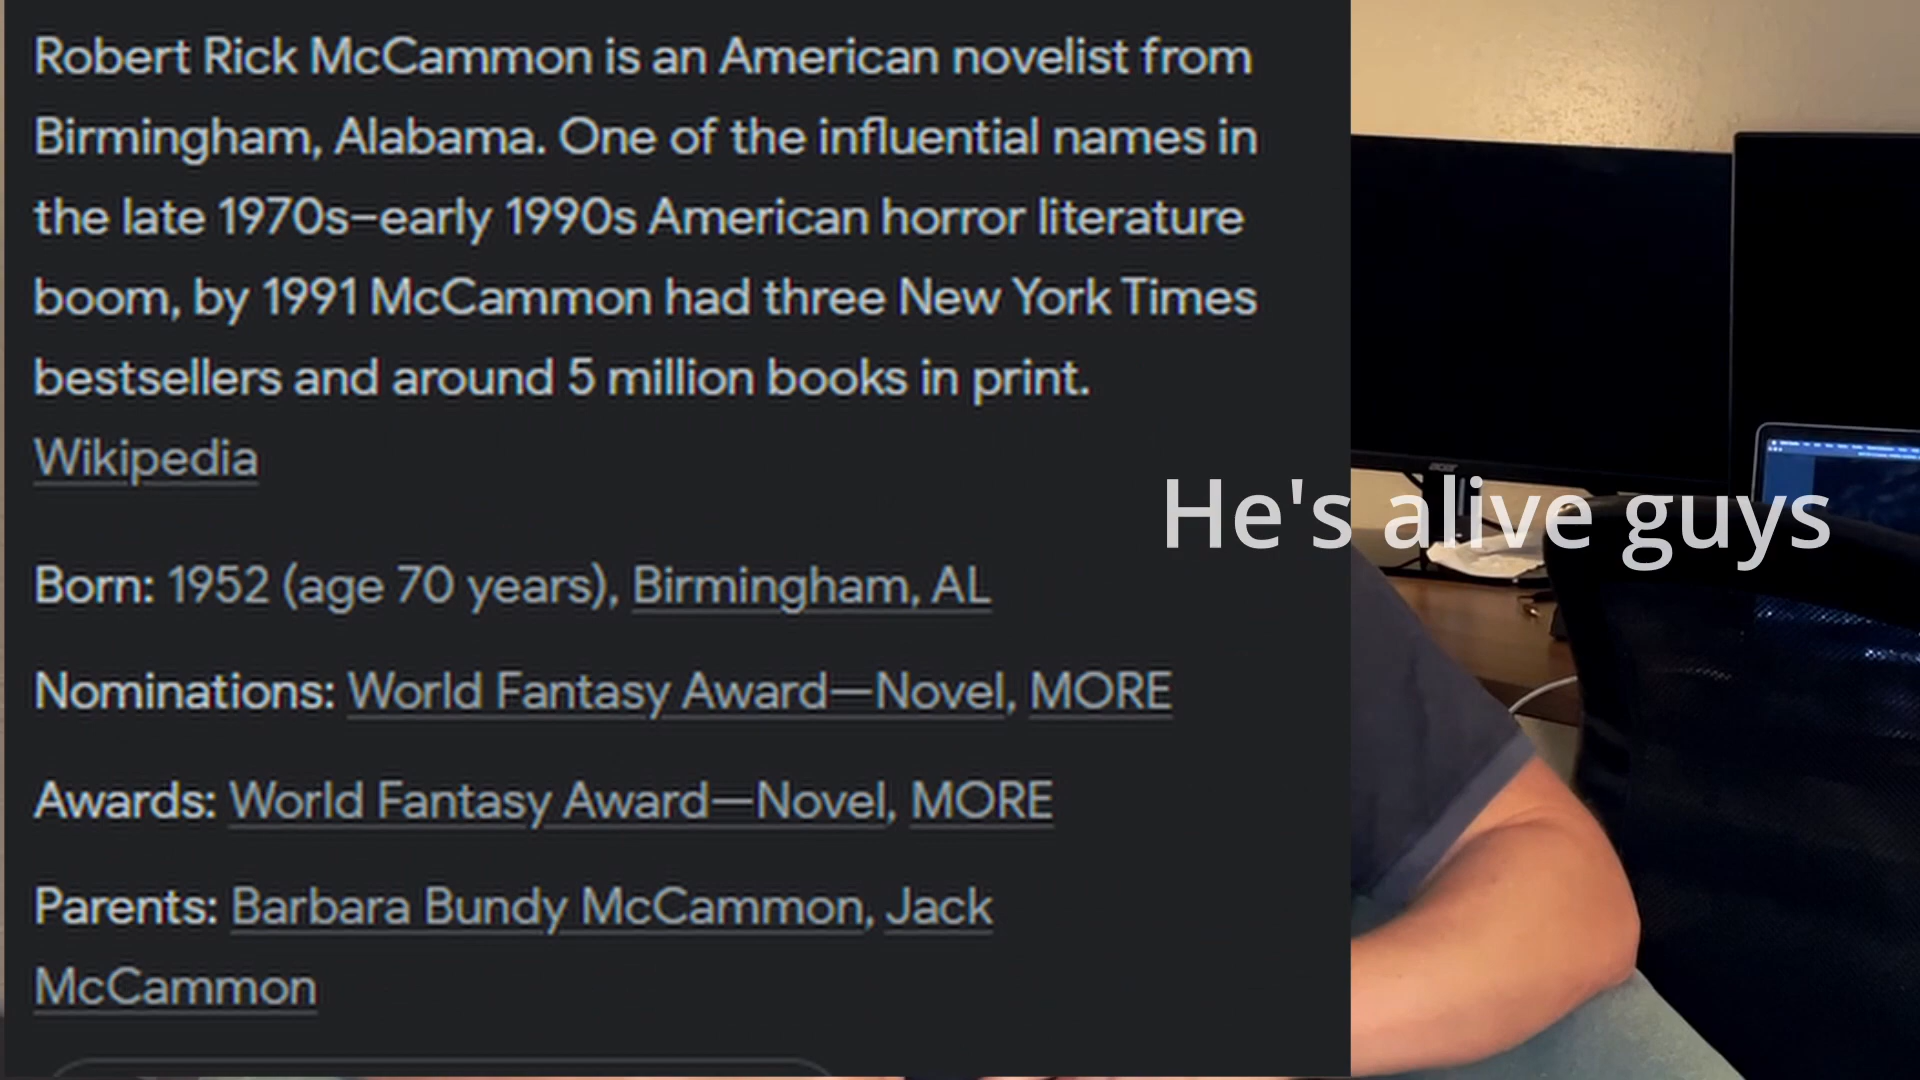 Robert Rick McCammon is an American novelist from
Birmingham, Alabama. One of the influential names in
the late 1970s–early 1990s American horror literature
boom, by 1991 McCammon had three New York Times
bestsellers and around 5 million books in print.
Wikipedia
He's alive guys
Born: 1952 (age 70 years), Birmingham, AL
Nominations: World Fantasy Award—Novel, MORE
Awards: World Fantasy Award—Novel, MORE
Parents: Barbara Bundy McCammon, Jack
McCammon
acer